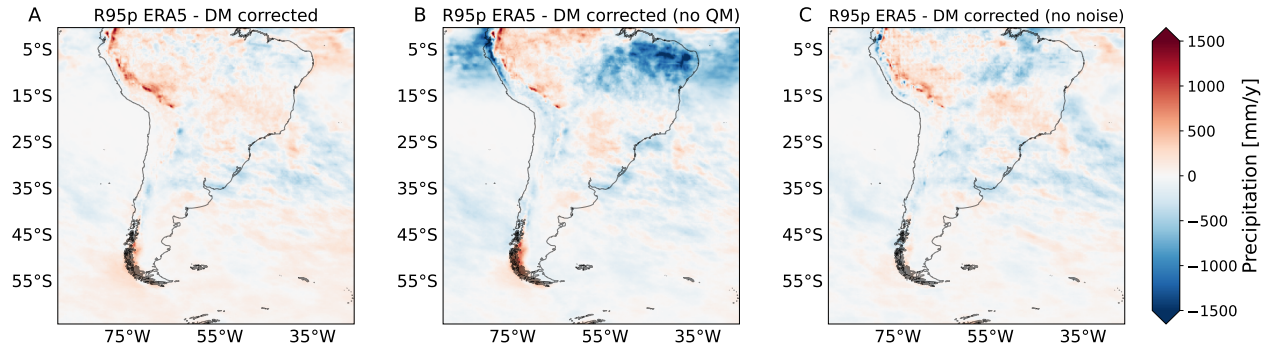 A
R95p ERA5 - DM corrected
5°S
15°S
25°S
35°S
45°S
55°S
75°W
55°W
35°W
B
R95p ERA5 - DM corrected (no QM)
5°S
15°S
25°S
35°S
45°S
55°S
75°W
55°W
35°W
C
R95p ERA5 - DM corrected (no noise)
5°S
15°S
25°S
35°S
45°S
55°S
75°W
55°W
35°W
1500
1000
500
0
−500
−1000
−1500
Precipitation [mm/y]